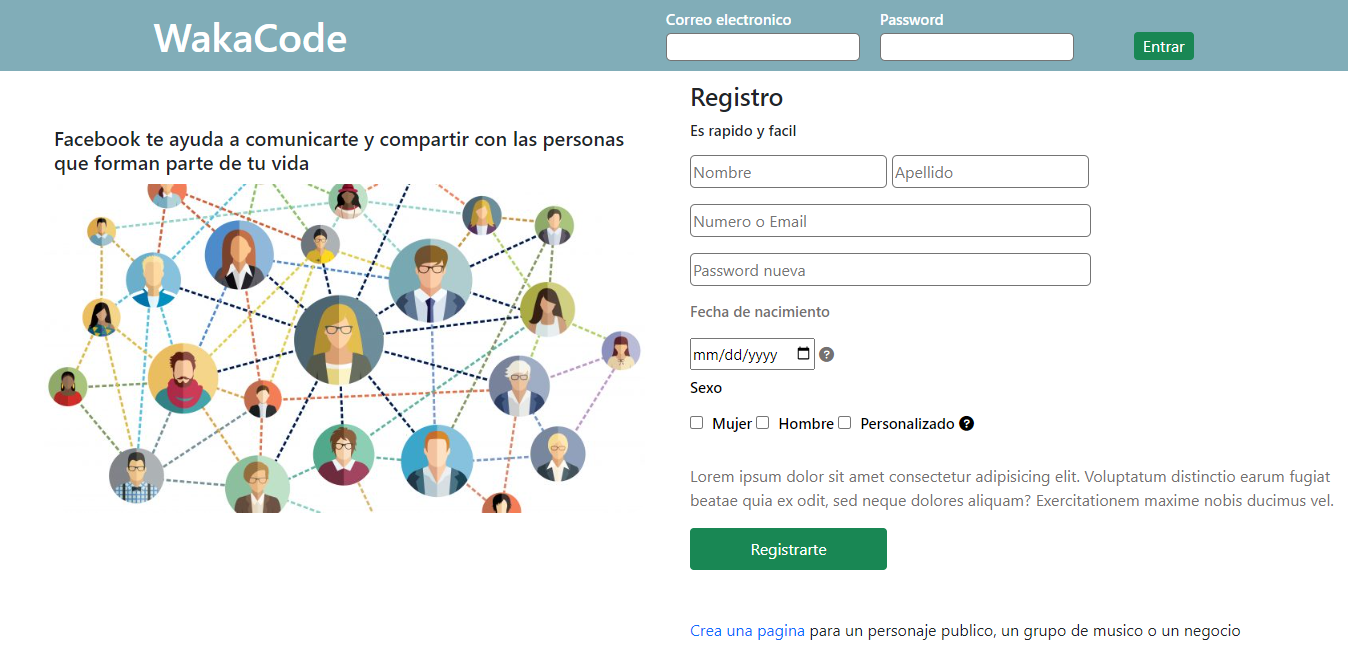 WakaCode
Correo electronico
Password
Entrar
Facebook te ayuda a comunicarte y compartir con las personas
que forman parte de tu vida
Registro
Es rapido y facil
Nombre
Apellido
Numero o Email
Password nueva
Fecha de nacimiento
mm/dd/yyyy ?
Sexo
Mujer Hombre Personalizado ?
Lorem ipsum dolor sit amet consectetur adipisicing elit. Voluptatum distinctio earum fugiat
beatae quia ex odit, sed neque dolores aliquam? Exercitationem maxime nobis ducimus vel.
Registrarte
Crea una pagina para un personaje publico, un grupo de musico o un negocio